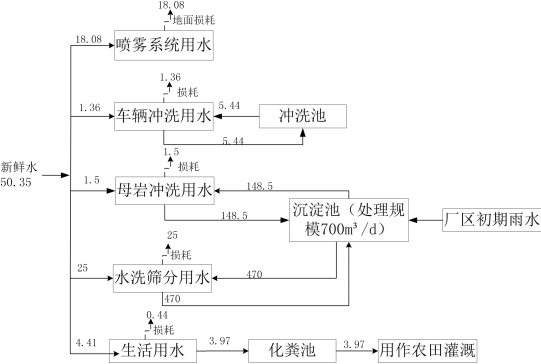 18.08
地面损耗
18.08
喷雾系统用水
1.36
损耗
1.36
车辆冲洗用水
5.44
冲洗池
5.44
新鲜水
50.35
1.5
损耗
1.5
母岩冲洗用水
148.5
148.5
沉淀池（处理规
模700m³/d）
厂区初期雨水
25
损耗
25
水洗筛分用水
470
470
0.44
损耗
4.41
生活用水
3.97
化粪池
3.97
用作农田灌溉